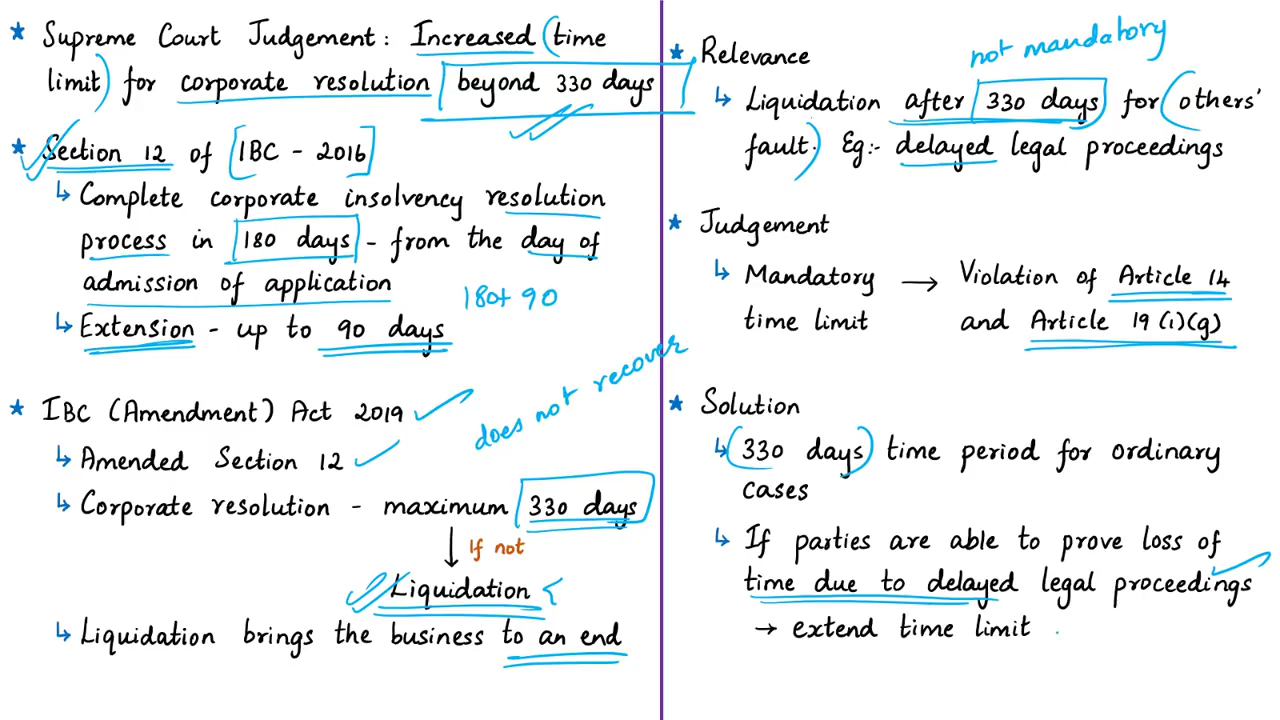 * Supreme Court Judgement: Increased (time
limit) for corporate resolution [beyond 330 days]
* Section 12 of [IBC - 2016]
↳ Complete corporate insolvency resolution
process in 180 days - from the day of
admission of application
180+ 90
↳ Extension - up to 90 days
* IBC (Amendment) Act 2019
does not recover
↳ Amended Section 12
↳ Corporate resolution - maximum 330 days
↓ If not
Liquidation
↳ Liquidation brings the business to an end
not mandatory
* Relevance
↳ Liquidation after 330 days for (others'
fault.) Eg:- delayed legal proceedings
* Judgement
↳ Mandatory → Violation of Article 14
time limit and Article 19 (1)(g)
* Solution
↳ (330 days) time period for ordinary
cases
↳ If parties are able to prove loss of
time due to delayed legal proceedings
→ extend time limit